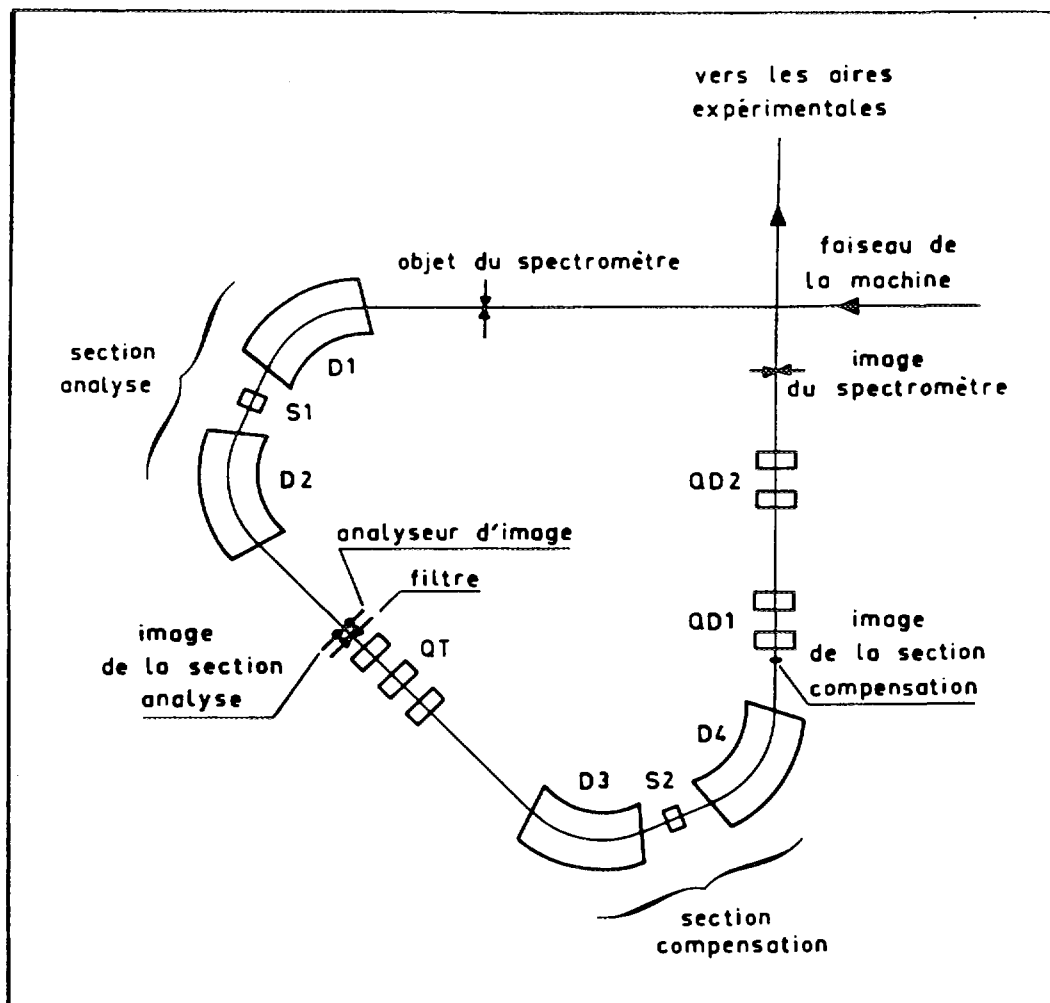 vers les aires
expérimentales
faiseau de
la machine
objet du spectromètre
section
analyse
D1
S1
D2
image
du spectromètre
QD2
analyseur d'image
filtre
QD1
image
de la section
compensation
image
de la section
analyse
QT
D4
D3
S2
section
compensation